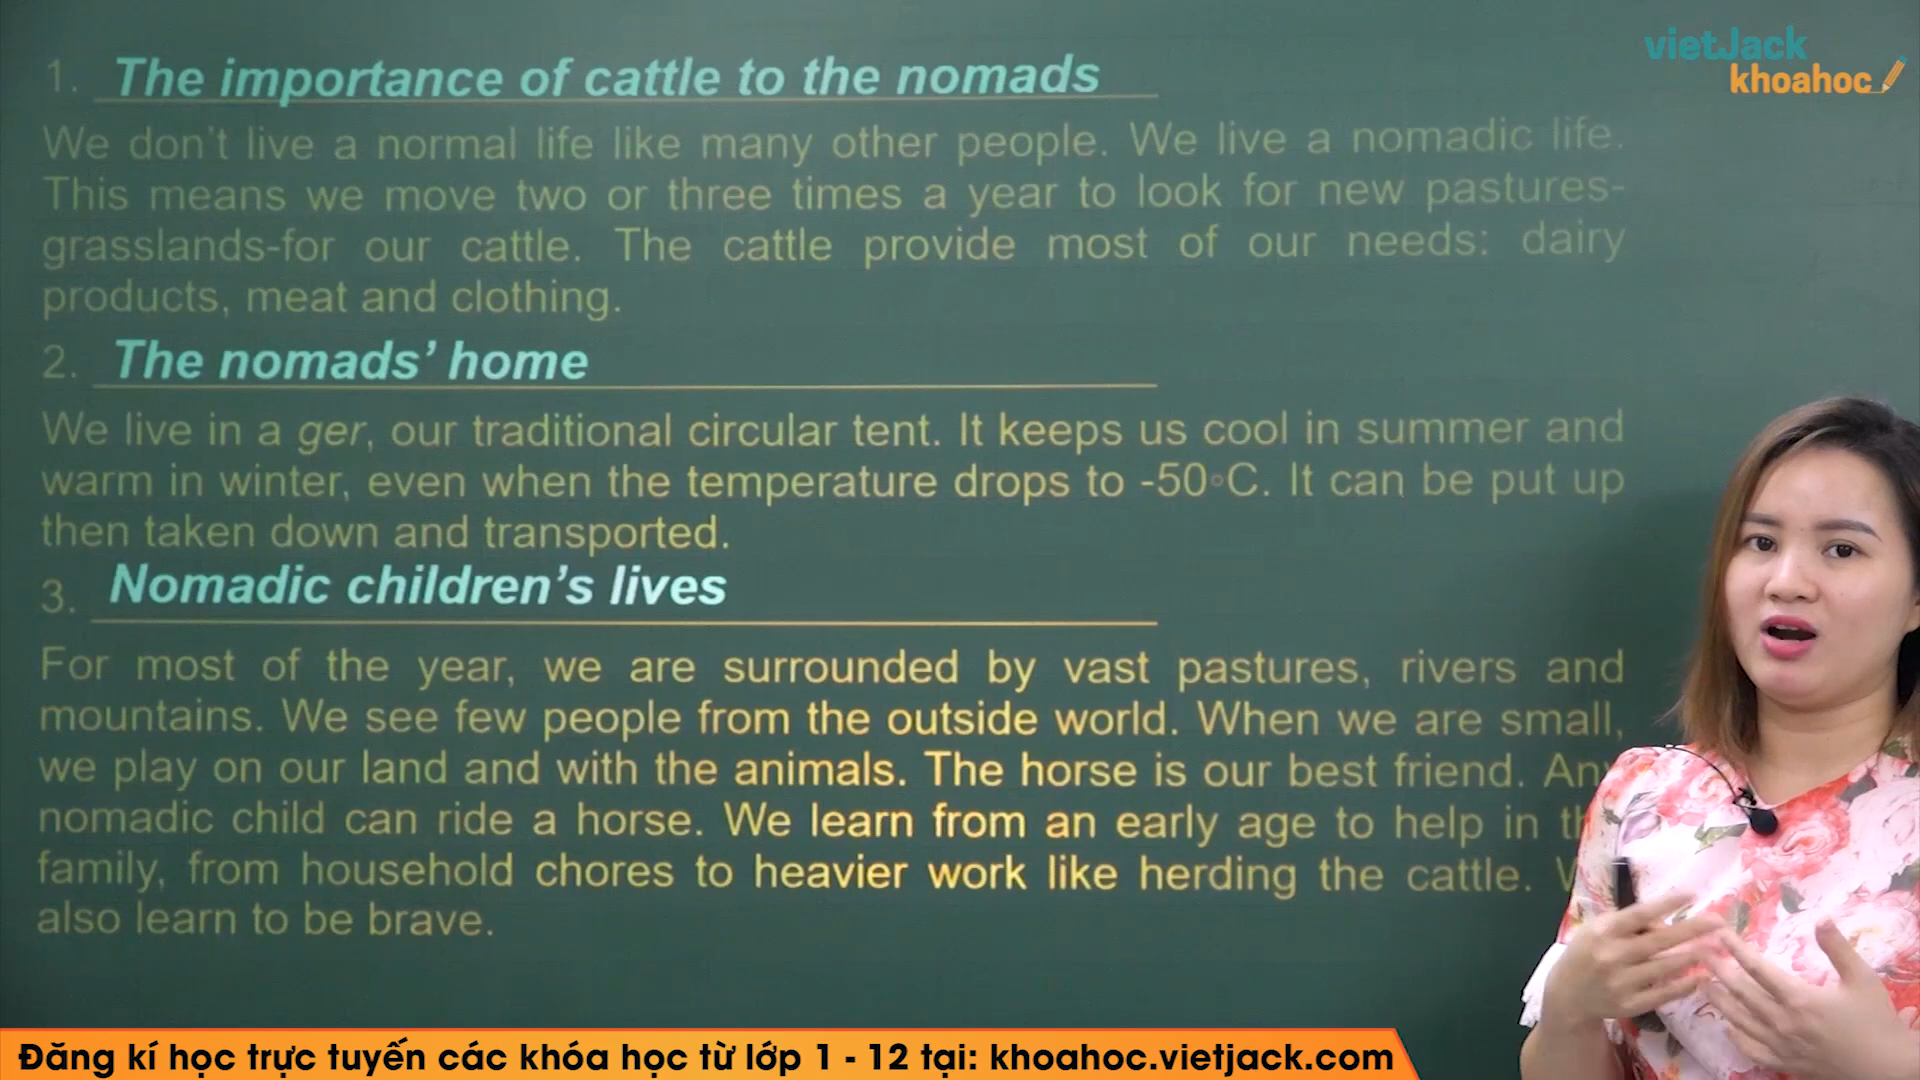 vietJack
khoahoc
1. The importance of cattle to the nomads
We don't live a normal life like many other people. We live a nomadic life.
This means we move two or three times a year to look for new pastures-
grasslands-for our cattle. The cattle provide most of our needs: dairy
products, meat and clothing.
2. The nomads' home
We live in a ger, our traditional circular tent. It keeps us cool in summer and
warm in winter, even when the temperature drops to -50◦C. It can be put up
then taken down and transported.
3. Nomadic children's lives
For most of the year, we are surrounded by vast pastures, rivers and
mountains. We see few people from the outside world. When we are small,
we play on our land and with the animals. The horse is our best friend.
nomadic child can ride a horse. We learn from an early age to help in
family, from household chores to heavier work like herding the cattle.
also learn to be brave.
Đăng kí học trực tuyến các khóa học từ lớp 1 - 12 tại: khoahoc.vietjack.com